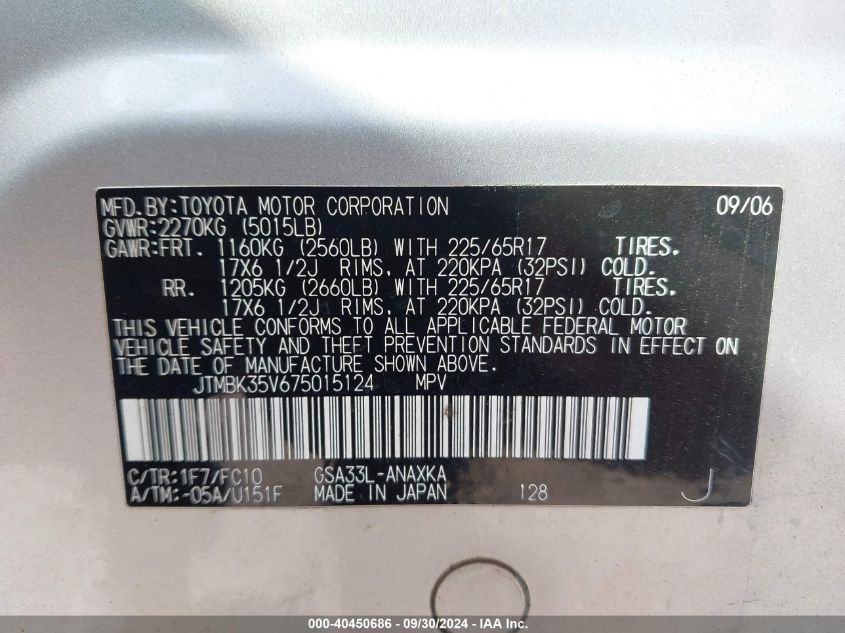 MFD.BY:TOYOTA MOTOR CORPORATION 09/06
GVWR:2270KG (5015LB)
GAWR:FRT. 1160KG (2560LB) WITH 225/65R17 TIRES.
17X6 1/2J RIMS, AT 220KPA (32PSI) COLD.
RR. 1205KG (2660LB) WITH 225/65R17 TIRES.
17X6 1/2J RIMS, AT 220KPA (32PSI) COLD.
THIS VEHICLE CONFORMS TO ALL APPLICABLE FEDERAL MOTOR
VEHICLE SAFETY AND THEFT PREVENTION STANDARDS IN EFFECT ON
THE DATE OF MANUFACTURE SHOWN ABOVE.
JTMBK35V675015124 MPV
C/TR:1F7/FC10 GSA33L-ANAXKA
A/TM:-05A/U151F MADE IN JAPAN 128 J
000-40450686 - 09/30/2024 - IAA Inc.